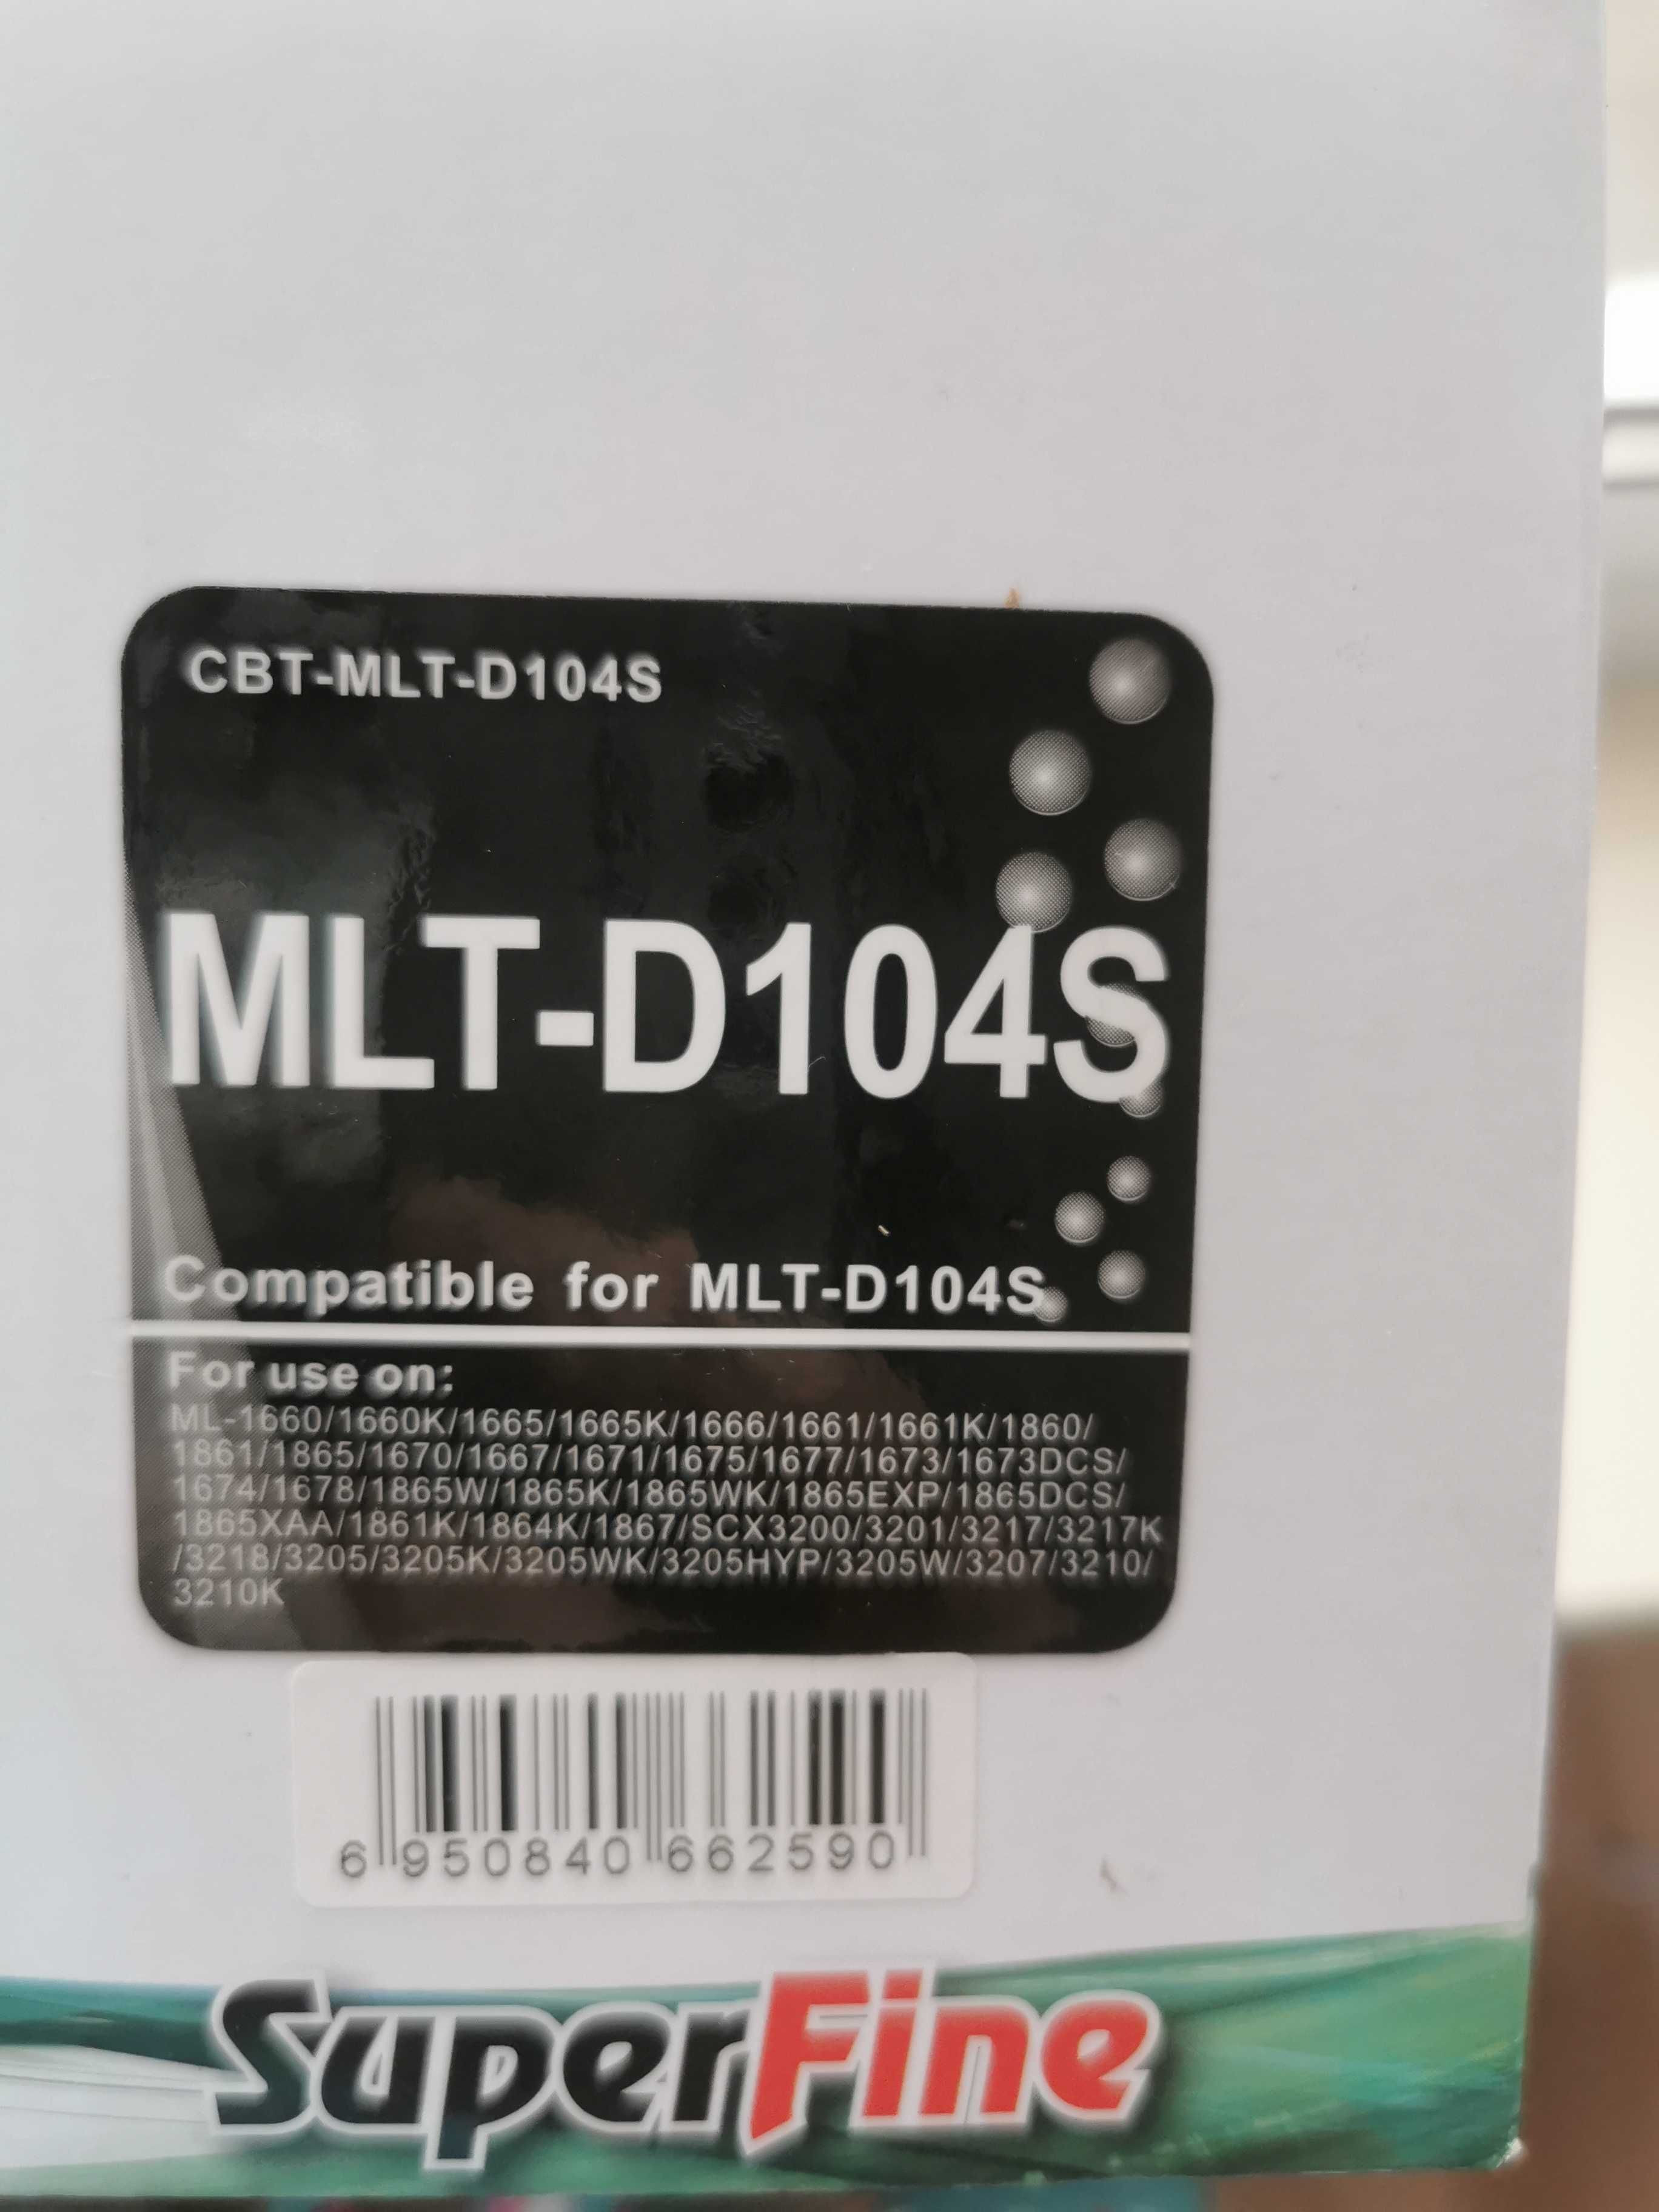 CBT-MLT-D104S
MLT-D104S
Compatible for MLT-D104S
For use on:
ML-1660/1660K/1665/1665K/1666/1661/1661K/1860/
1861/1865/1670/1667/1671/1675/1677/1673/1673DCS/
1674/1678/1865W/1865K/1865WK/1865EXP/1865DCS/
1865XAA/1861K/1864K/1867/SCX3200/3201/3217/3217K
/3218/3205/3205K/3205WK/3205HYP/3205W/3207/3210/
3210K
6 950840 662590
SuperFine